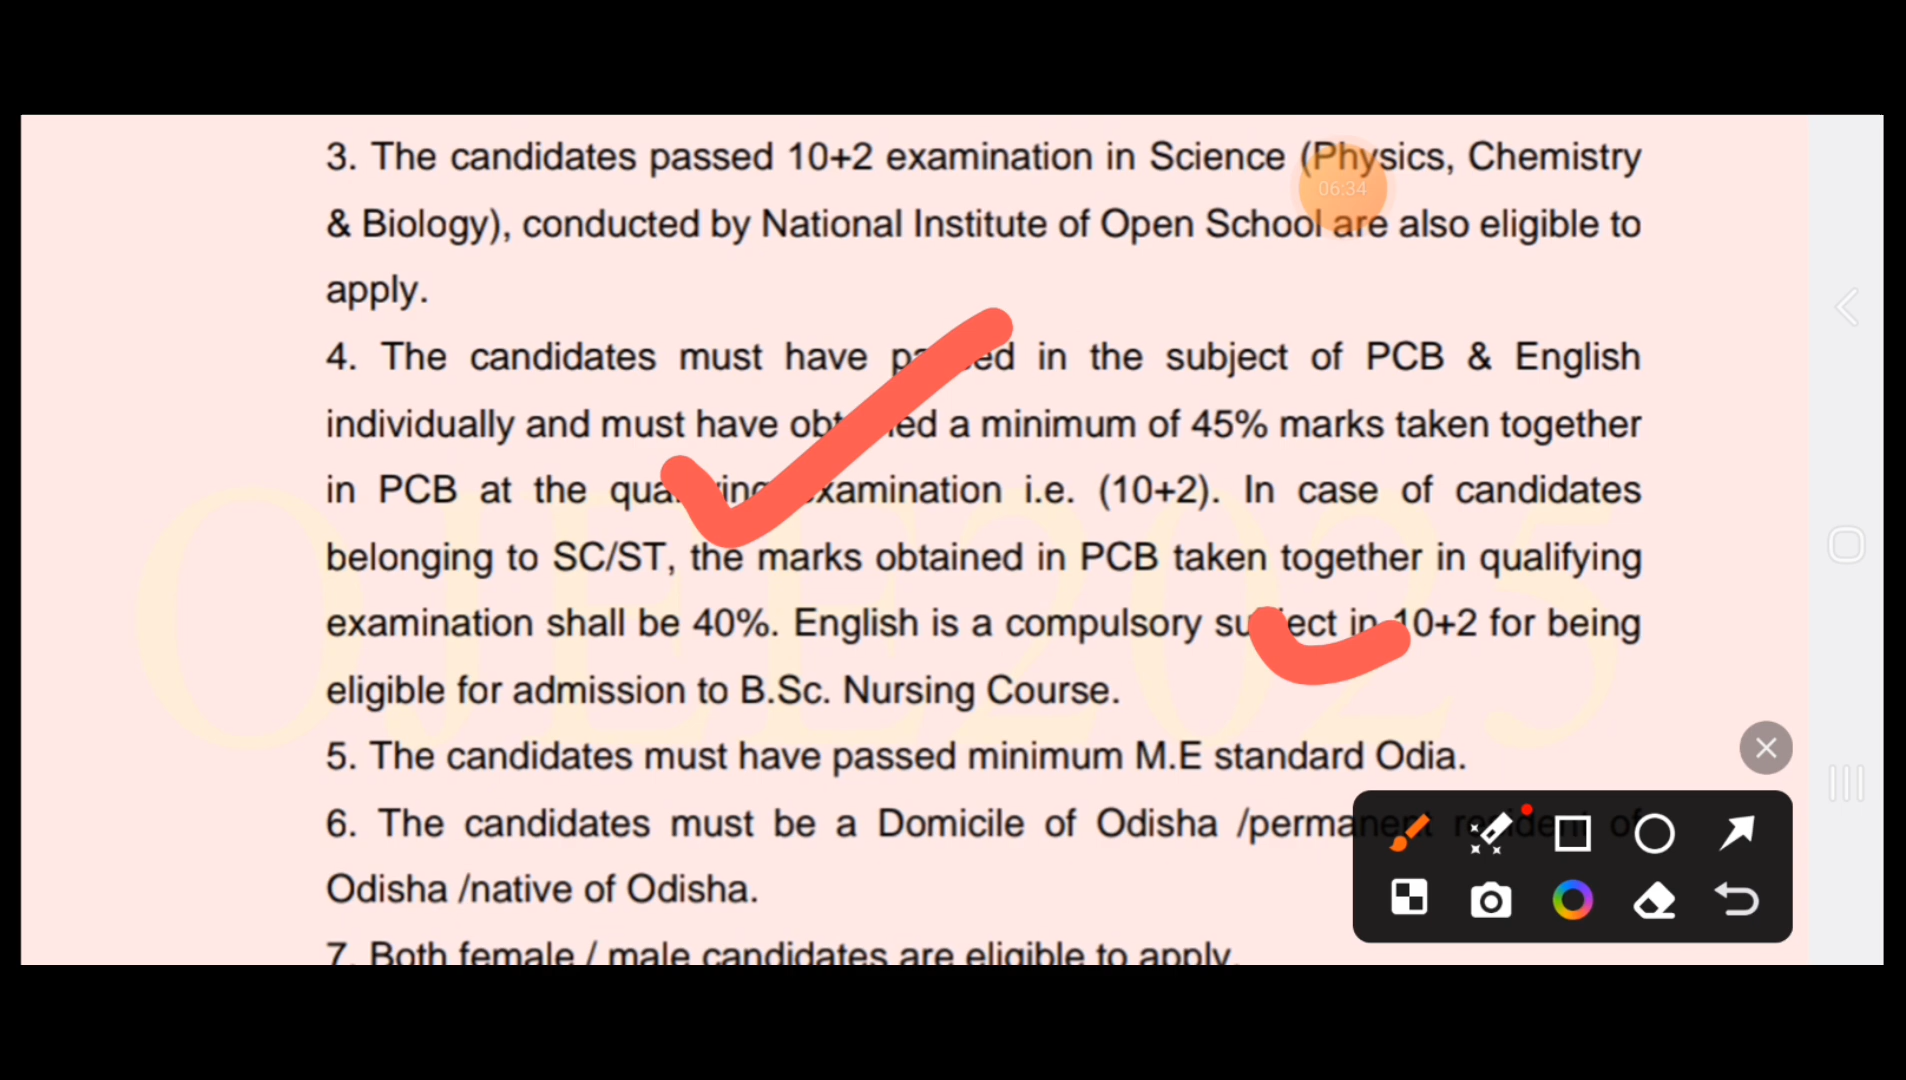 3. The candidates passed 10+2 examination in Science (Physics, Chemistry
06:34
& Biology), conducted by National Institute of Open School are also eligible to
apply.
4. The candidates must have passed in the subject of PCB & English
individually and must have obtained a minimum of 45% marks taken together
in PCB at the qualifying examination i.e. (10+2). In case of candidates
belonging to SC/ST, the marks obtained in PCB taken together in qualifying
examination shall be 40%. English is a compulsory subject in 10+2 for being
eligible for admission to B.Sc. Nursing Course.
OJEE2025
5. The candidates must have passed minimum M.E standard Odia.
6. The candidates must be a Domicile of Odisha /permanent resident of
Odisha /native of Odisha.
7. Both female / male candidates are eligible to apply.